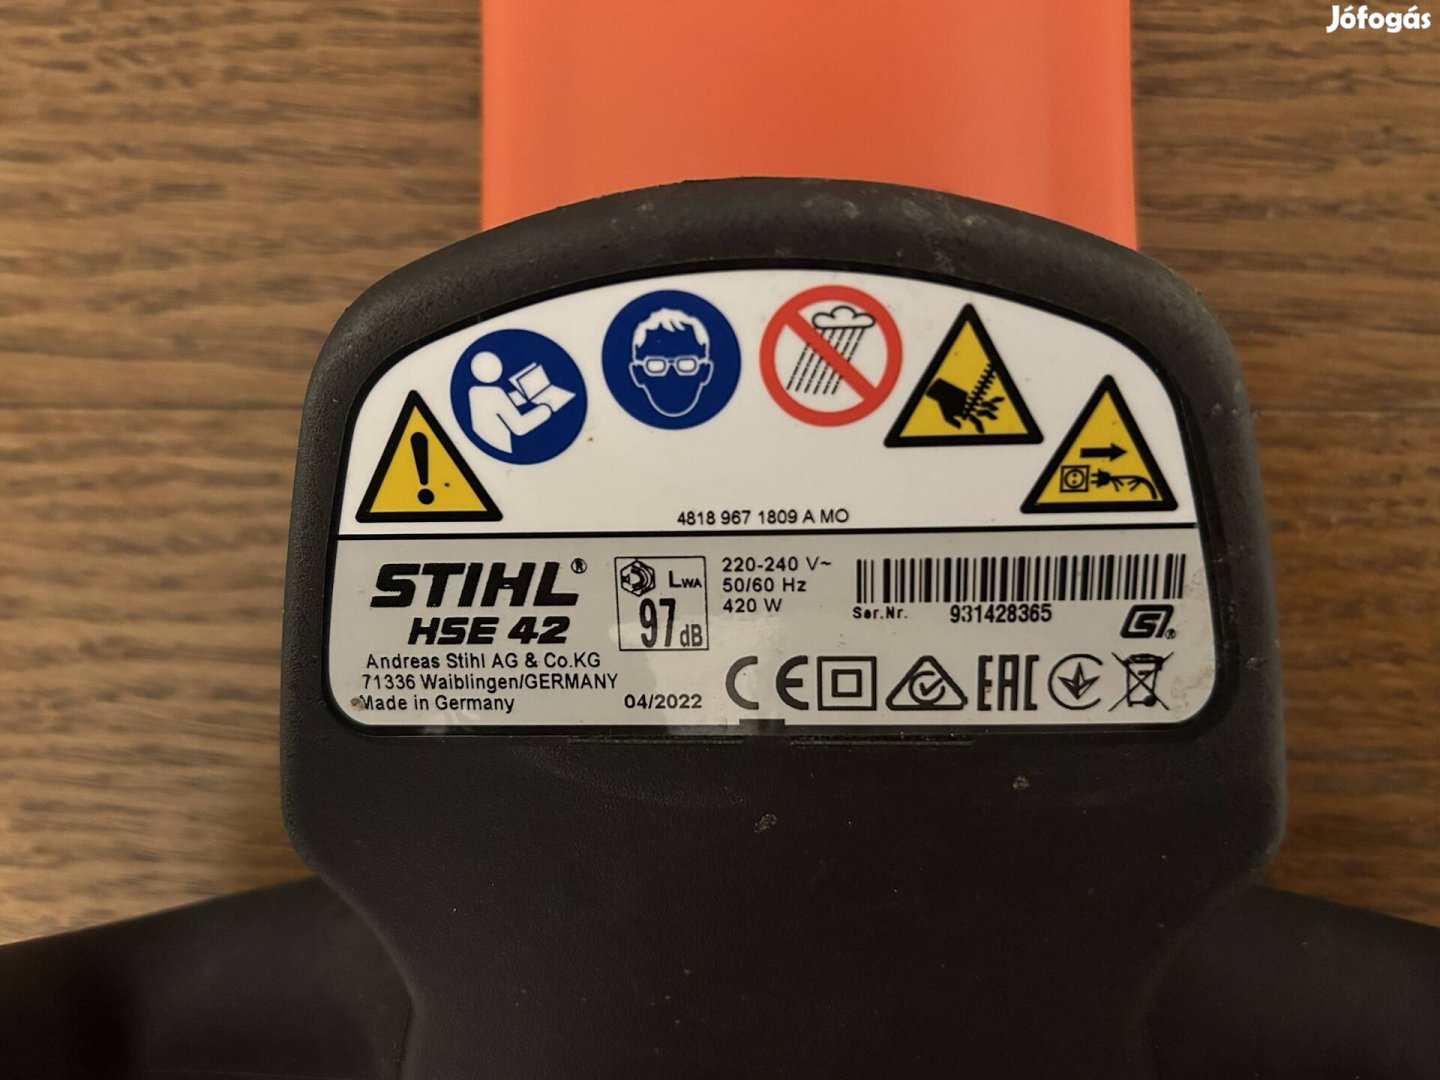 Jófogás
4818 967 1809 A MO
STIHL®
HSE 42
Andreas Stihl AG & Co.KG
71336 Waiblingen/GERMANY
Made in Germany
04/2022
LWA
97 dB
220-240 V~
50/60 Hz
420 W
Ser.Nr. 931428365
CE
EAC